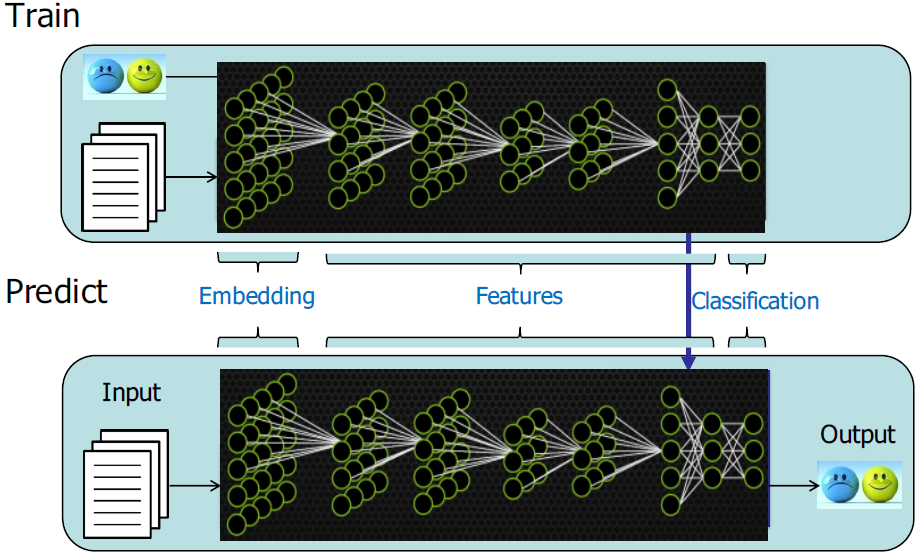 Train
Predict
Embedding
Features
Classification
Input
Output